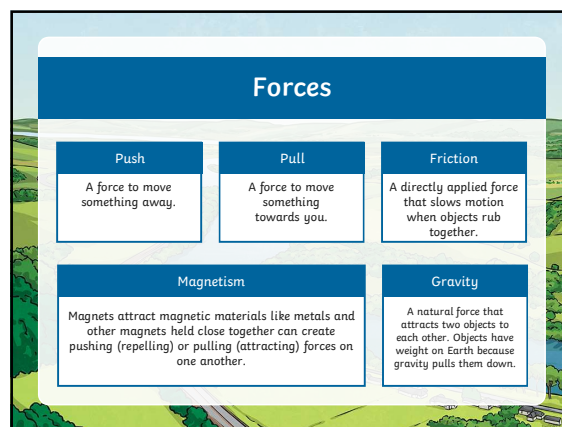 Forces
Push
A force to move
something away.
Pull
A force to move
something
towards you.
Friction
A directly applied force
that slows motion
when objects rub
together.
Magnetism
Magnets attract magnetic materials like metals and
other magnets held close together can create
pushing (repelling) or pulling (attracting) forces on
one another.
Gravity
A natural force that
attracts two objects to
each other. Objects have
weight on Earth because
gravity pulls them down.